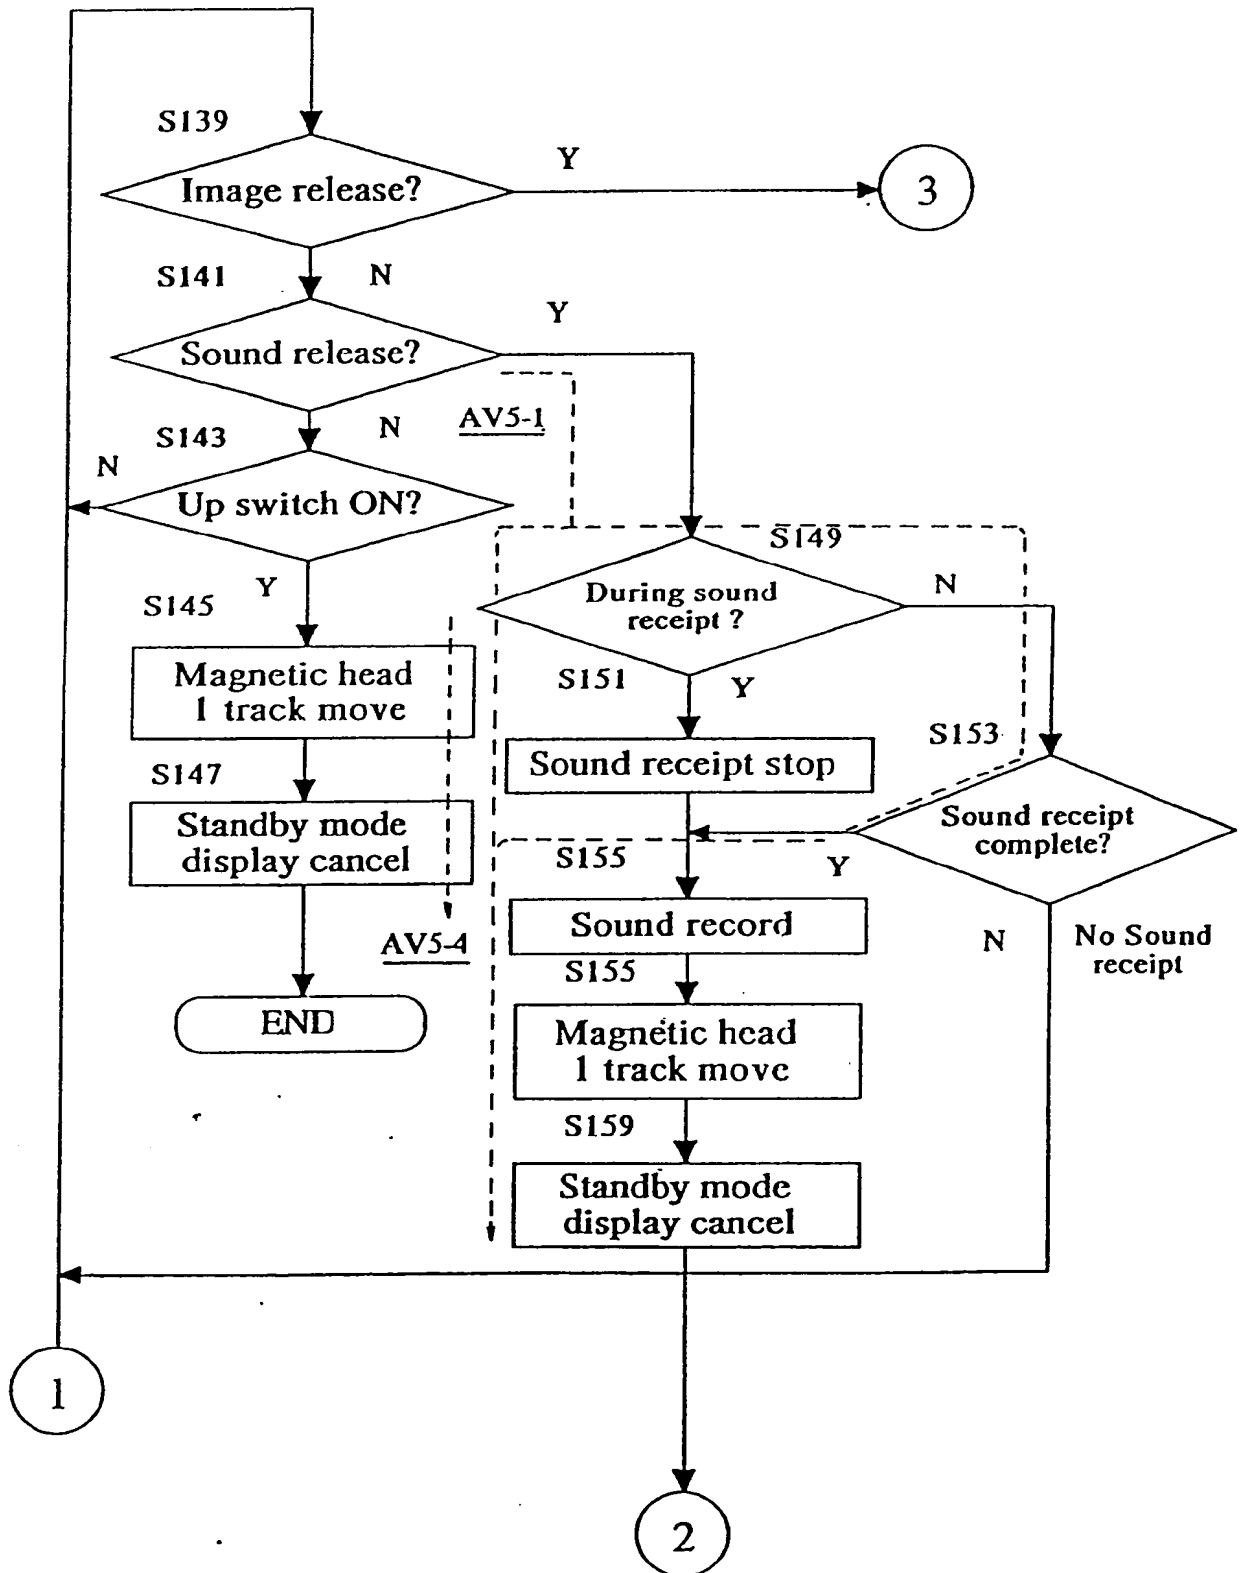 S139
Image release?
Y
3
S141
N
Sound release?
Y
AV5-1
S143
N
N
Up switch ON?
Y
S145
Magnetic head
1 track move
S147
Standby mode
display cancel
AV5-4
END
S149
During sound
receipt ?
N
S151
Y
Sound receipt stop
S153
Sound receipt
complete?
Y
S155
Sound record
N
No Sound
receipt
S155
Magnetic head
1 track move
S159
Standby mode
display cancel
1
2